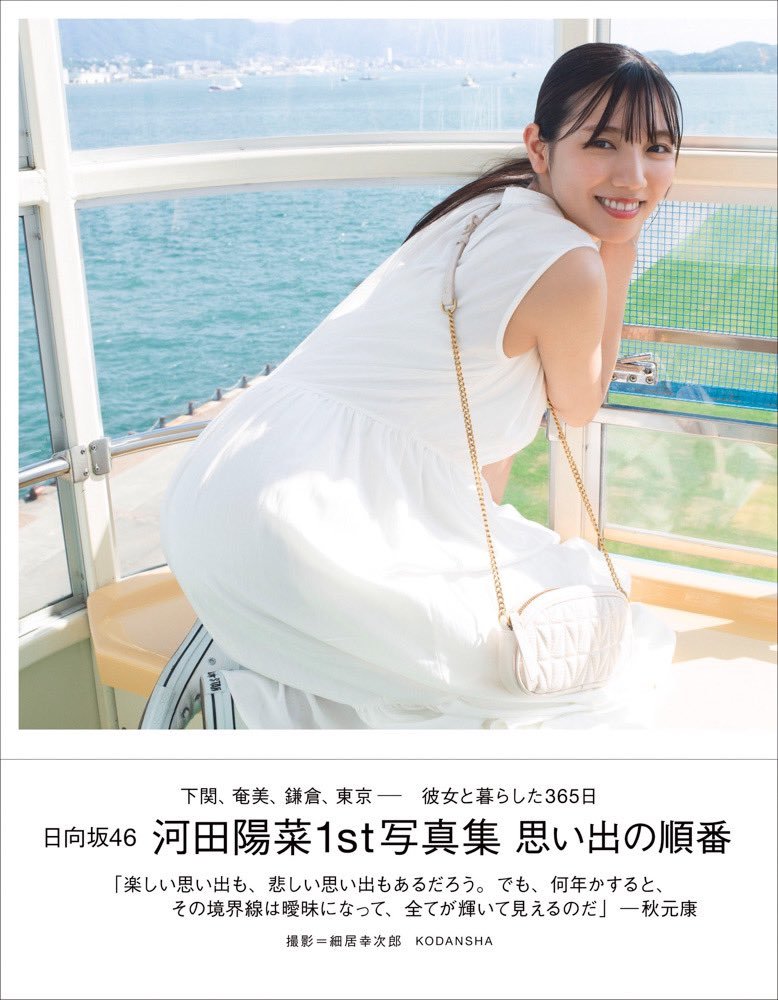 下関、奄美、鎌倉、東京 ―　彼女と暮らした365日
日向坂46 河田陽菜1st写真集 思い出の順番
「楽しい思い出も、悲しい思い出もあるだろう。でも、何年かすると、
その境界線は曖昧になって、全てが輝いて見えるのだ」―秋元康
撮影＝細居幸次郎　KODANSHA